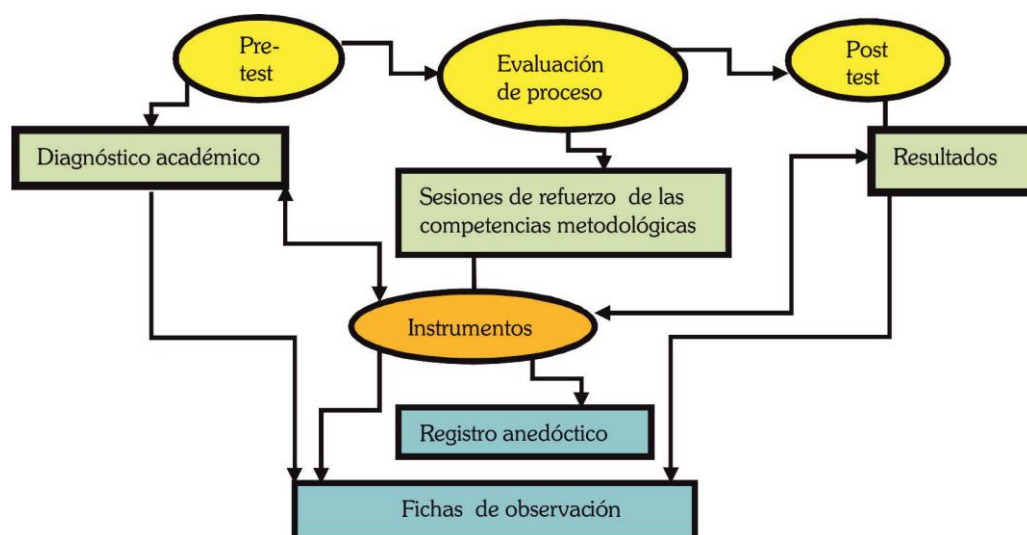 Pre-
test
Evaluación
de proceso
Post
test
Diagnóstico académico
Sesiones de refuerzo de las
competencias metodológicas
Resultados
Instrumentos
Registro anedóctico
Fichas de observación